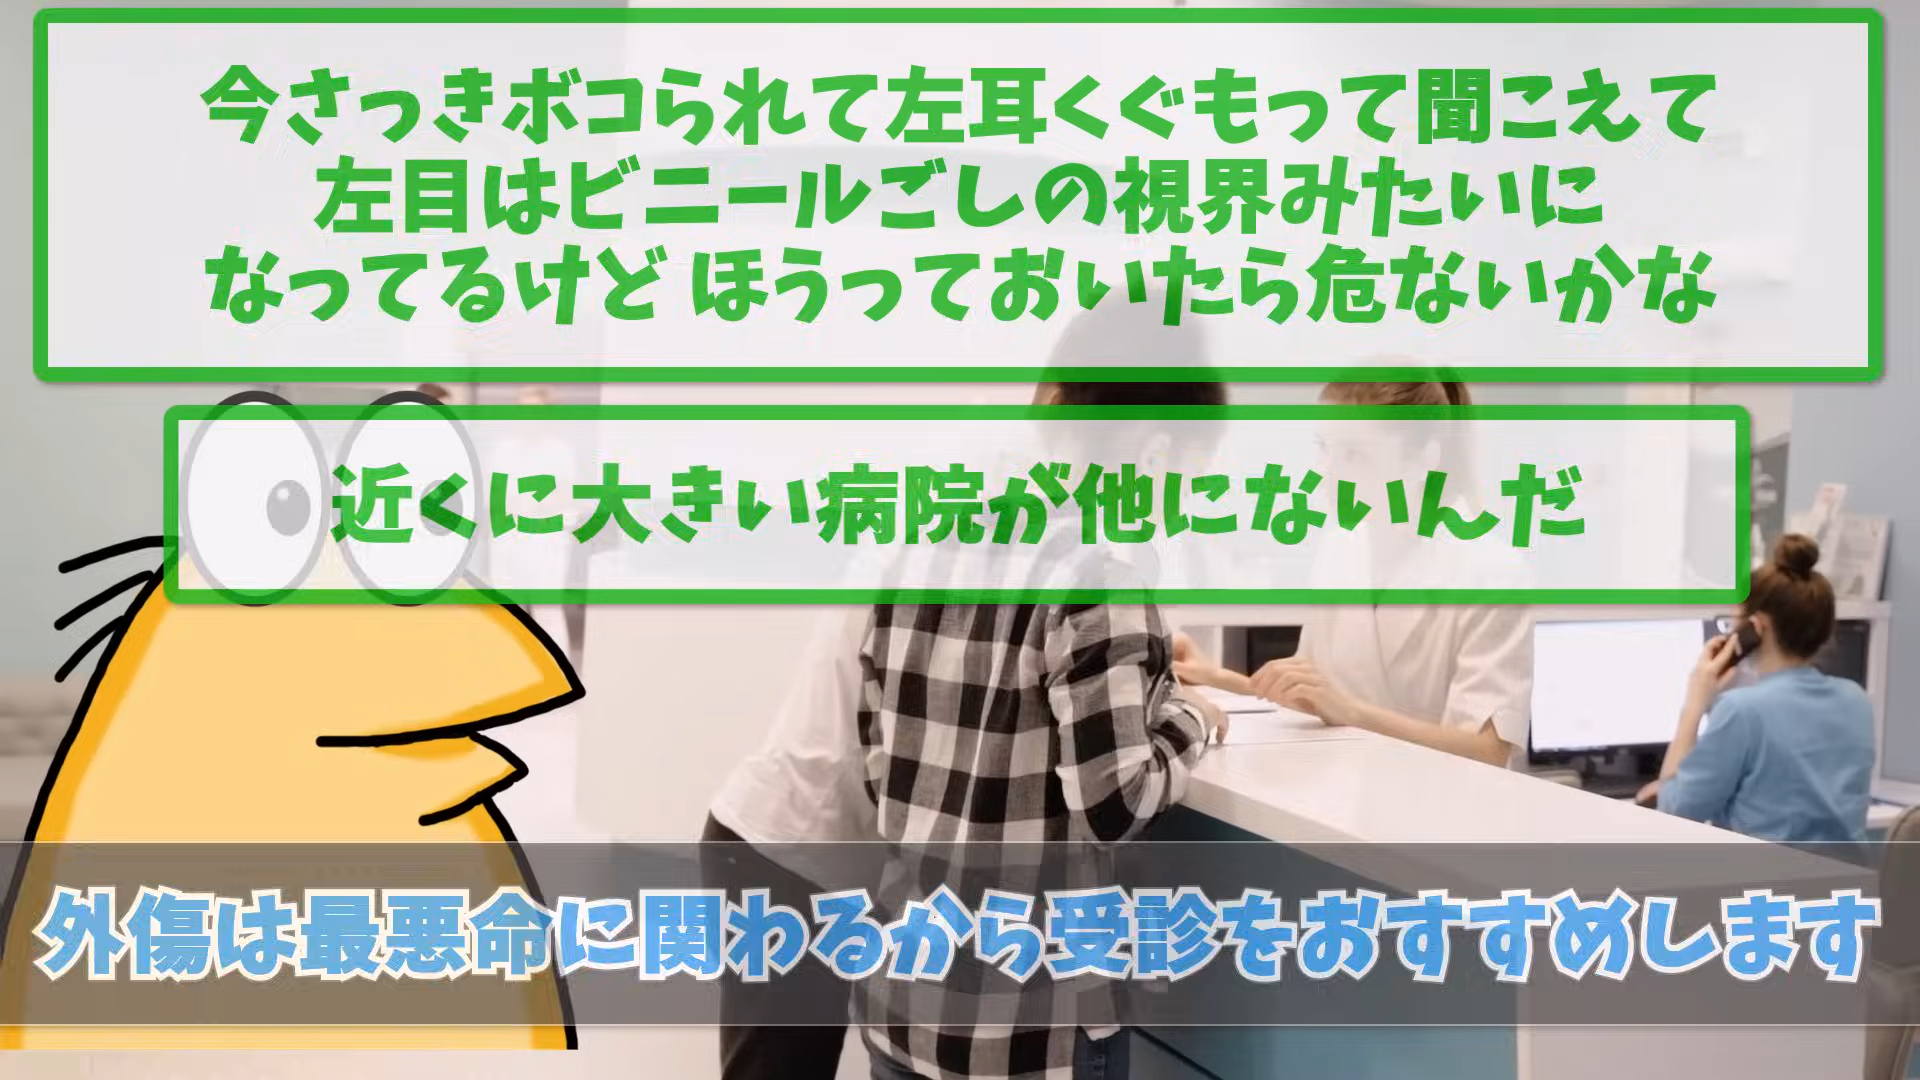 今さっきボコられて左耳くぐもって聞こえて
左目はビニールごしの視界みたいに
なってるけど ほうっておいたら危ないかな
近くに大きい病院が他にないんだ
外傷は最悪命に関わるから受診をおすすめします